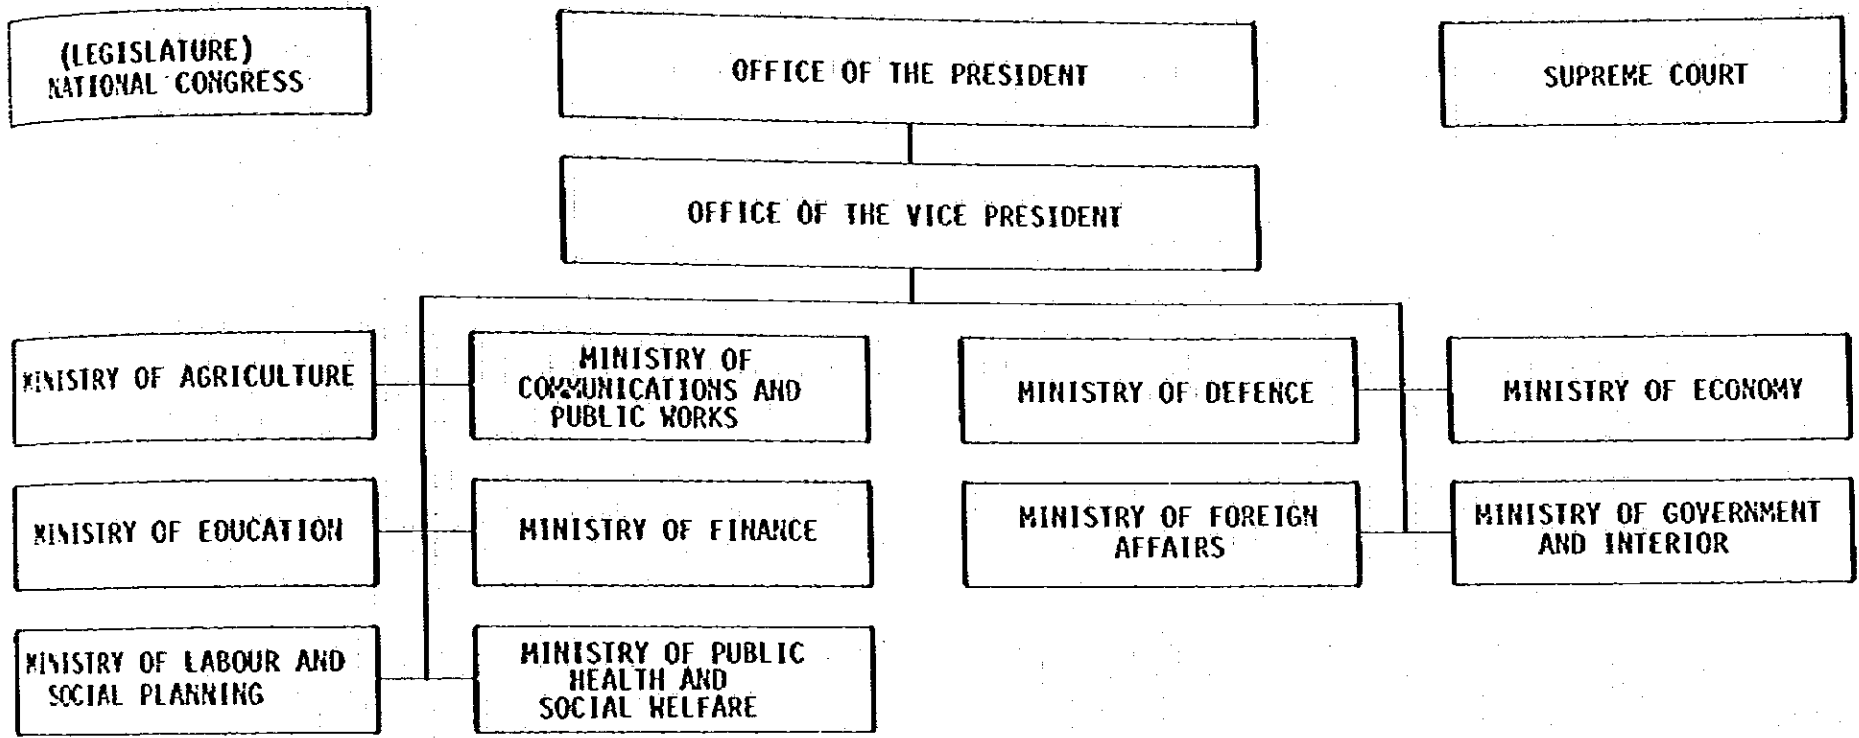 (LEGISLATURE)
NATIONAL CONGRESS
OFFICE OF THE PRESIDENT
SUPREME COURT
OFFICE OF THE VICE PRESIDENT
MINISTRY OF AGRICULTURE
MINISTRY OF
COMMUNICATIONS AND
PUBLIC WORKS
MINISTRY OF DEFENCE
MINISTRY OF ECONOMY
MINISTRY OF EDUCATION
MINISTRY OF FINANCE
MINISTRY OF FOREIGN
AFFAIRS
MINISTRY OF GOVERNMENT
AND INTERIOR
MINISTRY OF LABOUR AND
SOCIAL PLANNING
MINISTRY OF PUBLIC
HEALTH AND
SOCIAL WELFARE